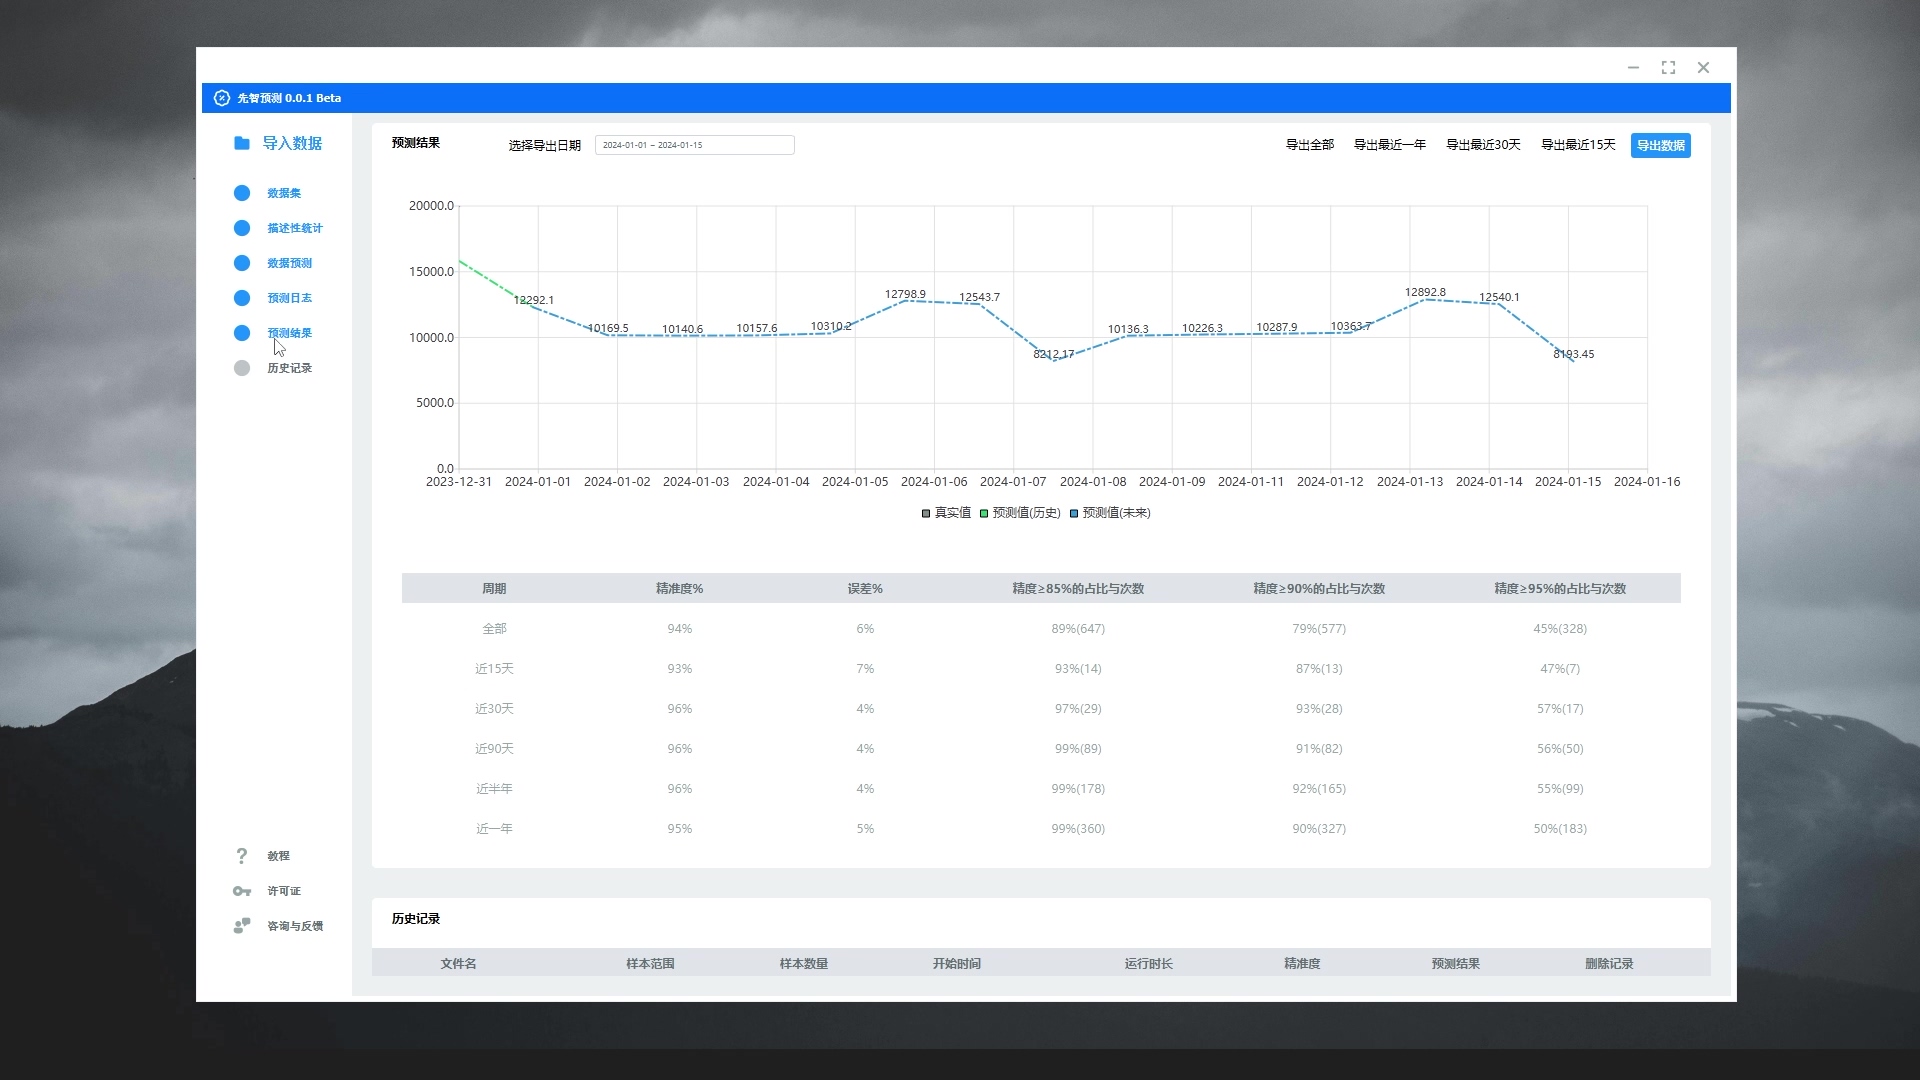 先智预测 0.0.1 Beta
导入数据
数据集
描述性统计
数据预测
预测日志
预测结果
历史记录
教程
许可证
咨询与反馈
预测结果 选择导出日期 2024-01-01 ~ 2024-01-15 导出全部 导出最近一年 导出最近30天 导出最近15天 导出数据
20000.0
15000.0
10000.0
5000.0
0.0
12292.1 10169.5 10140.6 10157.6 10310.2 12798.9 12543.7 8212.17 10136.3 10226.3 10287.9 10363.7 12892.8 12540.1 8193.45
2023-12-31 2024-01-01 2024-01-02 2024-01-03 2024-01-04 2024-01-05 2024-01-06 2024-01-07 2024-01-08 2024-01-09 2024-01-11 2024-01-12 2024-01-13 2024-01-14 2024-01-15 2024-01-16
真实值 预测值(历史) 预测值(未来)
周期 精准度% 误差% 精度≥85%的占比与次数 精度≥90%的占比与次数 精度≥95%的占比与次数
全部 94% 6% 89%(647) 79%(577) 45%(328)
近15天 93% 7% 93%(14) 87%(13) 47%(7)
近30天 96% 4% 97%(29) 93%(28) 57%(17)
近90天 96% 4% 99%(89) 91%(82) 56%(50)
近半年 96% 4% 99%(178) 92%(165) 55%(99)
近一年 95% 5% 99%(360) 90%(327) 50%(183)
历史记录
文件名 样本范围 样本数量 开始时间 运行时长 精准度 预测结果 删除记录